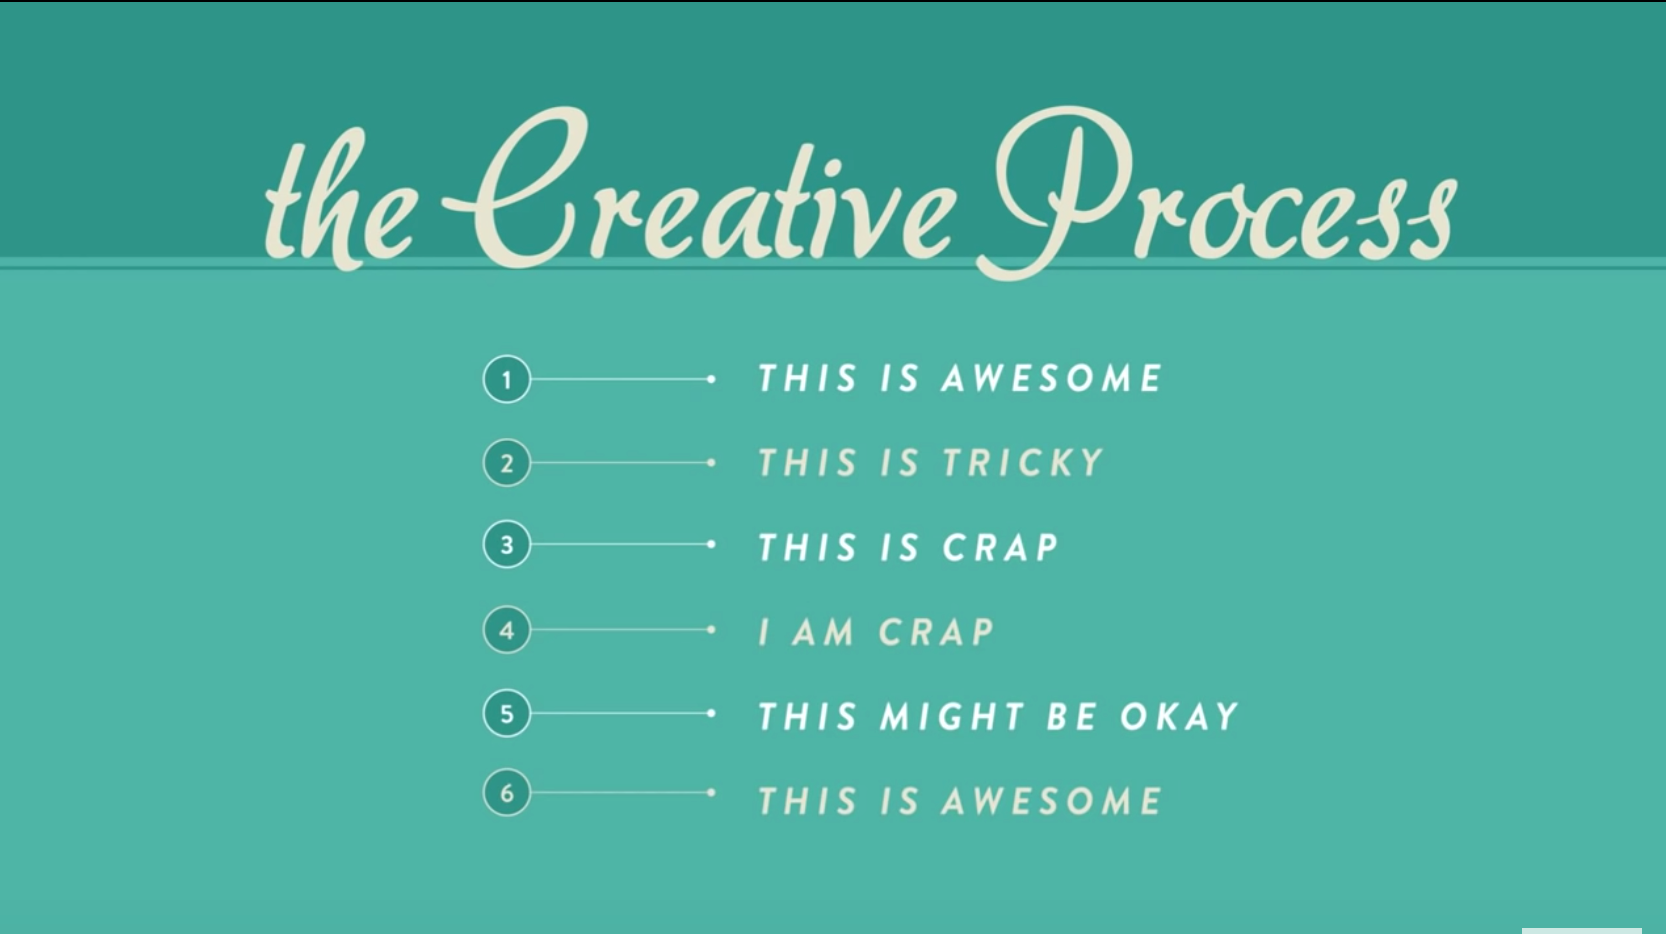 the Creative Process
1 THIS IS AWESOME
2 THIS IS TRICKY
3 THIS IS CRAP
4 I AM CRAP
5 THIS MIGHT BE OKAY
6 THIS IS AWESOME